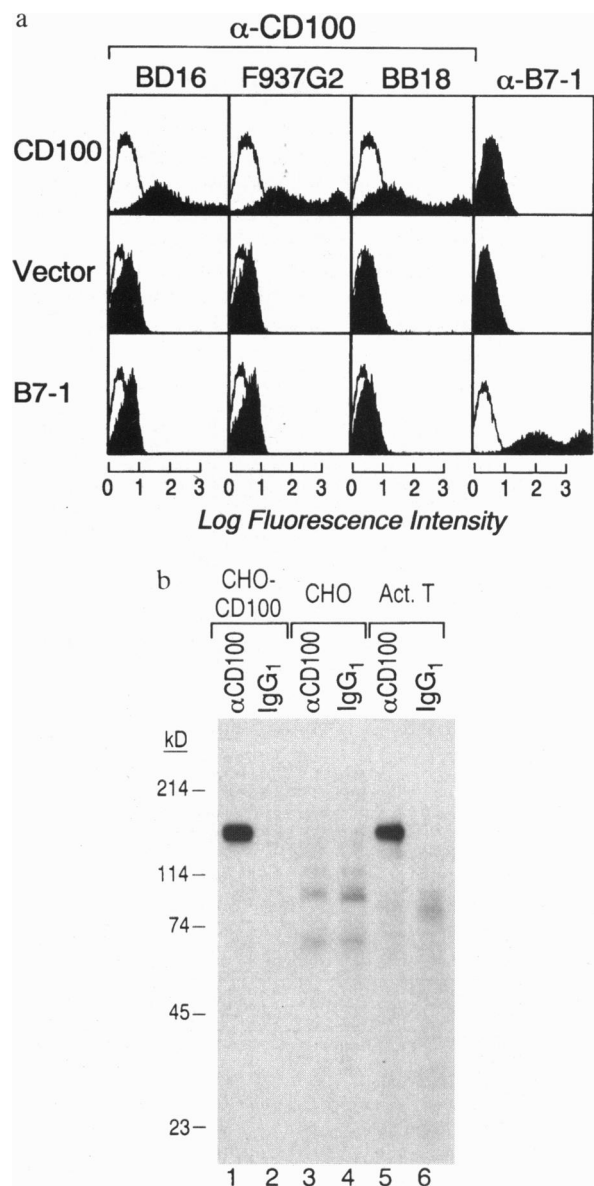 a
α-CD100
BD16 F937G2 BB18 α-B7-1
CD100
Vector
B7-1
0 1 2 3 0 1 2 3 0 1 2 3 0 1 2 3
Log Fluorescence Intensity
b
CHO-
CD100
CHO
Act. T
αCD100 IgG1 αCD100 IgG1 αCD100 IgG1
kD
214
114
74
45
23
1 2 3 4 5 6